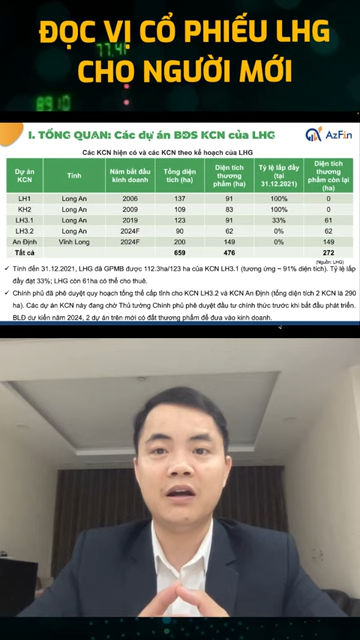 77.41
8910
ĐỌC VỊ CỔ PHIẾU LHG
CHO NGƯỜI MỚI
I. TỔNG QUAN: Các dự án BĐS KCN của LHG
AzFin
Các KCN hiện có và các KCN theo kế hoạch của LHG
Dự án KCN Tỉnh Năm bắt đầu kinh doanh Tổng diện tích (ha) Diện tích thương phẩm (ha) Tỷ lệ lấp đầy (tại 31.12.2021) Diện tích thương phẩm còn lại (ha)
LH1 Long An 2006 137 91 100% 0
KH2 Long An 2009 109 83 100% 0
LH3.1 Long An 2019 123 91 33% 61
LH3.2 Long An 2024F 90 62 0% 62
An Định Vĩnh Long 2024F 200 149 0% 149
Tất cả 659 476 272
(Nguồn: LHG)
✓ Tính đến 31.12.2021, LHG đã GPMB được 112.3ha/123 ha của KCN LH3.1 (tương ứng ~ 91% diện tích). Tỷ lệ lấp
đầy đạt 33%; LHG còn 61ha có thể cho thuê.
✓ Chính phủ đã phê duyệt quy hoạch tổng thể cấp tỉnh cho KCN LH3.2 và KCN An Định (tổng diện tích 2 KCN là 290
ha). Các dự án KCN này đang chờ Thủ tướng Chính phủ phê duyệt đầu tư chính thức trước khi bắt đầu phát triển.
BLĐ dự kiến năm 2024, 2 dự án trên mới có đất thương phẩm để đưa vào kinh doanh.